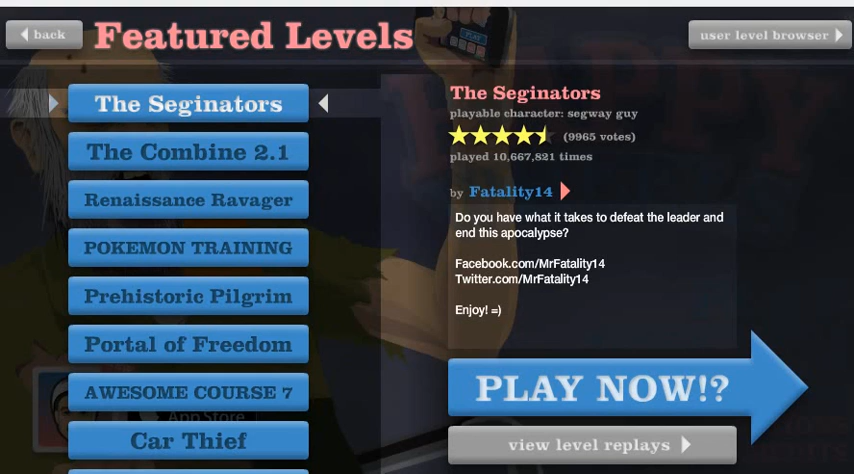 back
Featured Levels
user level browser
The Seginators
The Combine 2.1
Renaissance Ravager
POKEMON TRAINING
Prehistoric Pilgrim
Portal of Freedom
AWESOME COURSE 7
App Store
Car Thief
The Seginators
playable character: segway guy
(9965 votes)
played 10,667,821 times
by Fatality14
Do you have what it takes to defeat the leader and
end this apocalypse?
Facebook.com/MrFatality14
Twitter.com/MrFatality14
Enjoy! =)
PLAY NOW!?
view level replays